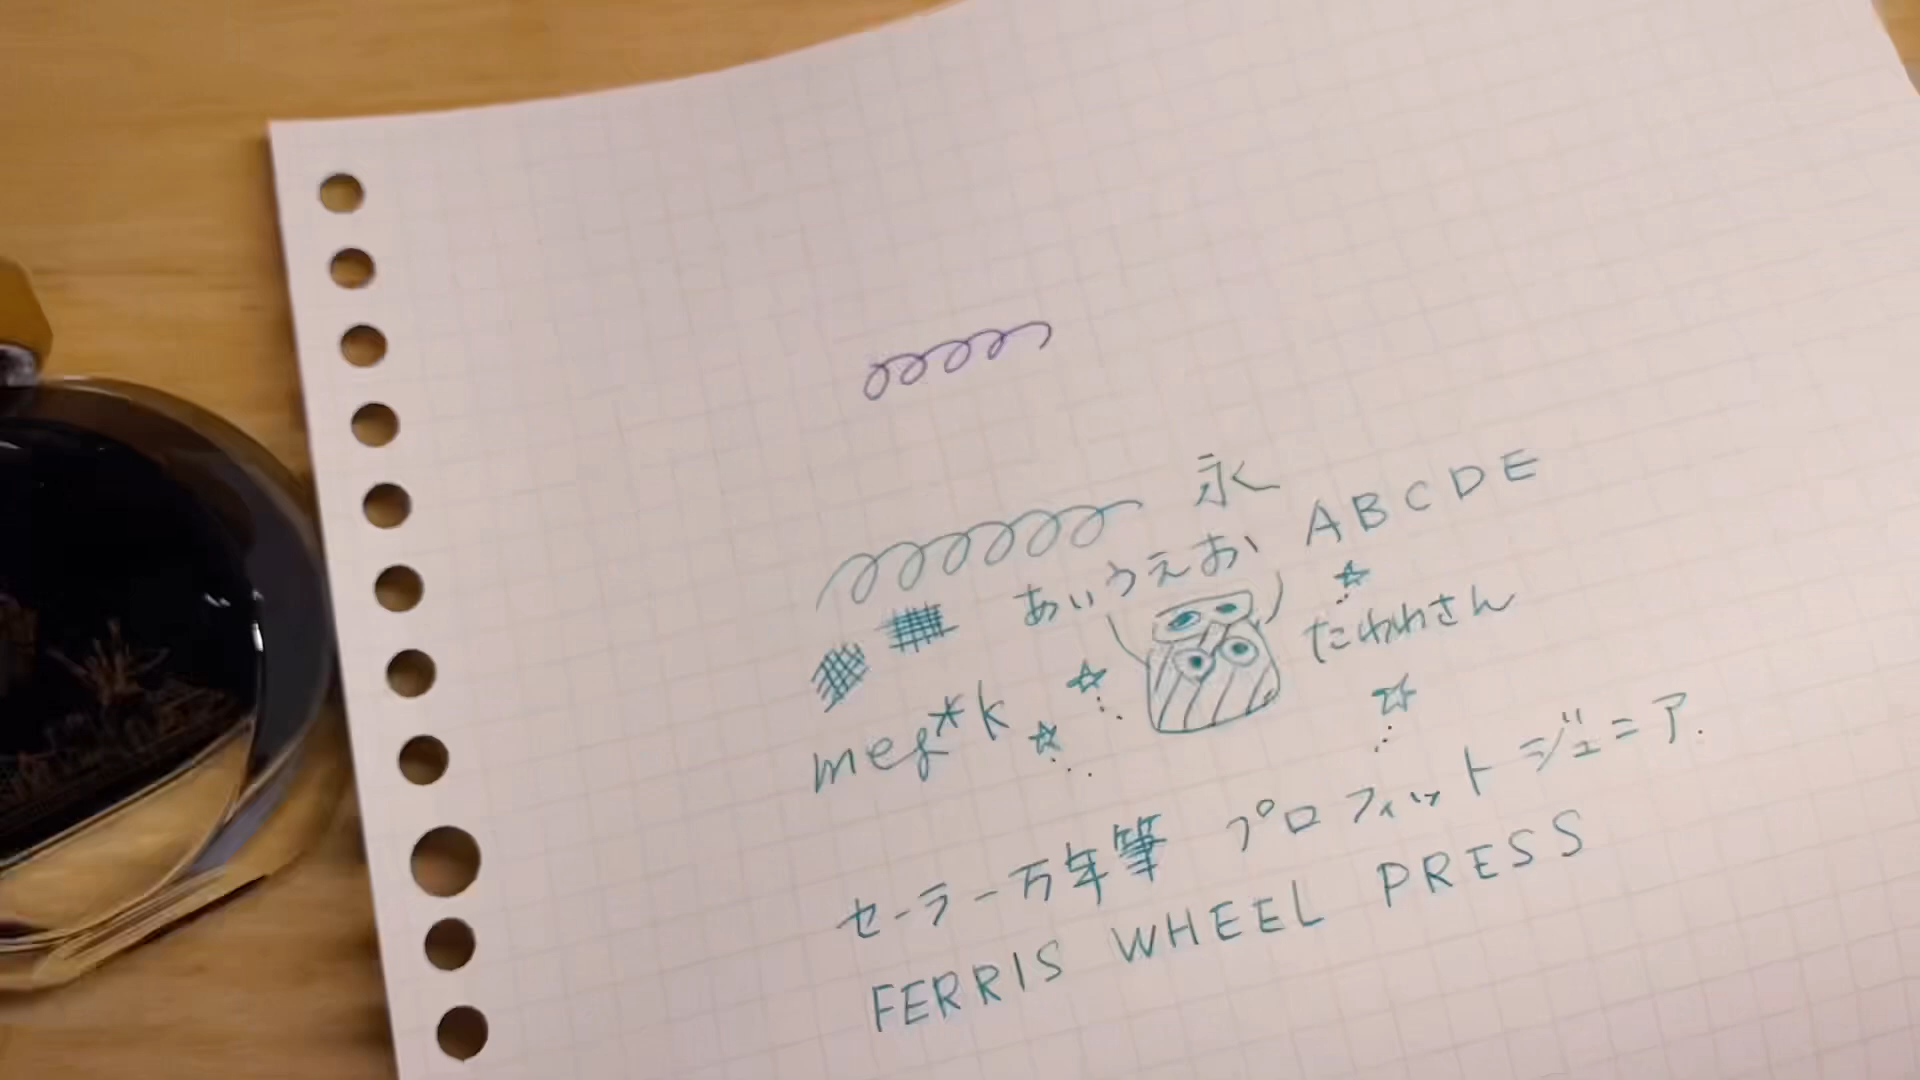 永
あいうえお ABCDE
たわわさん
meg*k
セーラー万年筆 プロフィットジュニア.
FERRIS WHEEL PRESS